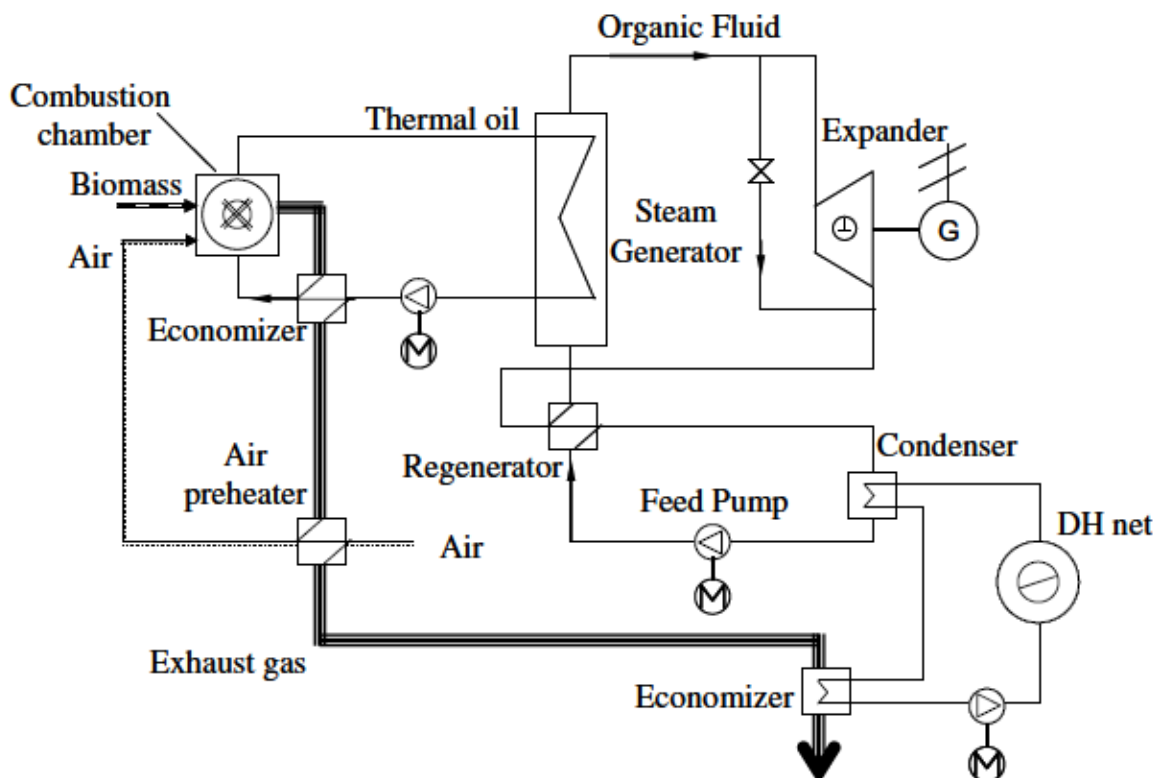 Organic Fluid
Combustion
chamber
Thermal oil
Expander
Biomass
Steam
Generator
G
Air
Economizer
M
Air
preheater
Regenerator
Condenser
Feed Pump
DH net
Air
M
Exhaust gas
Economizer
M